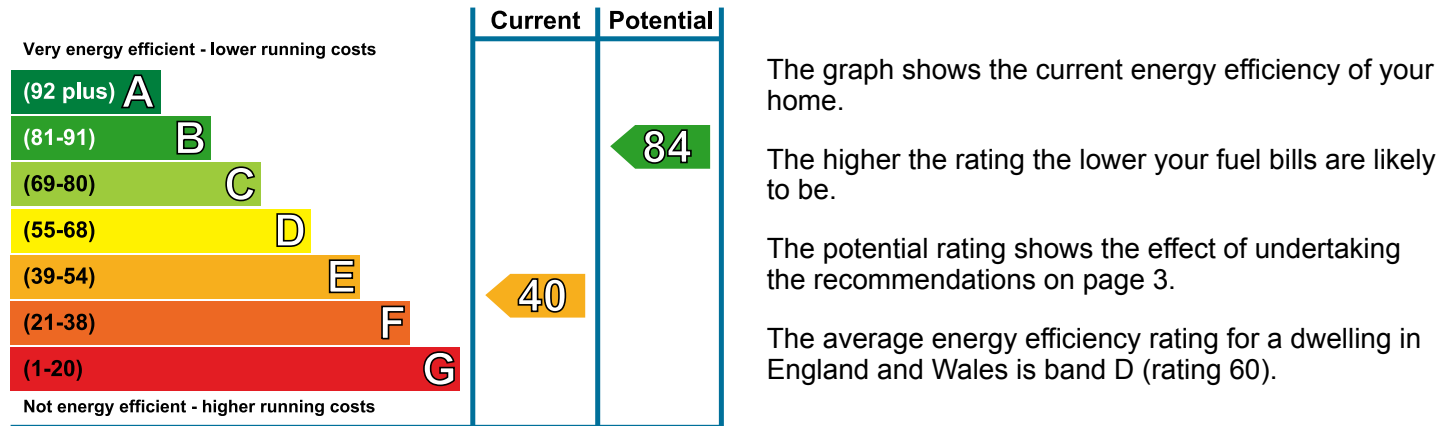 Current Potential
Very energy efficient - lower running costs
(92 plus) A
(81-91) B
84
(69-80) C
(55-68) D
(39-54) E
40
(21-38) F
(1-20) G
Not energy efficient - higher running costs
The graph shows the current energy efficiency of your
home.
The higher the rating the lower your fuel bills are likely
to be.
The potential rating shows the effect of undertaking
the recommendations on page 3.
The average energy efficiency rating for a dwelling in
England and Wales is band D (rating 60).